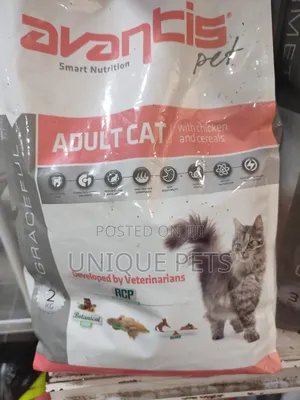 avantis
pet
Smart Nutrition
ADULT CAT
with chicken
and cereals
GRACEFUL
POSTED ON
UNIQUE PETS
Developed by Veterinarians
2
KG
ACP
Botanical